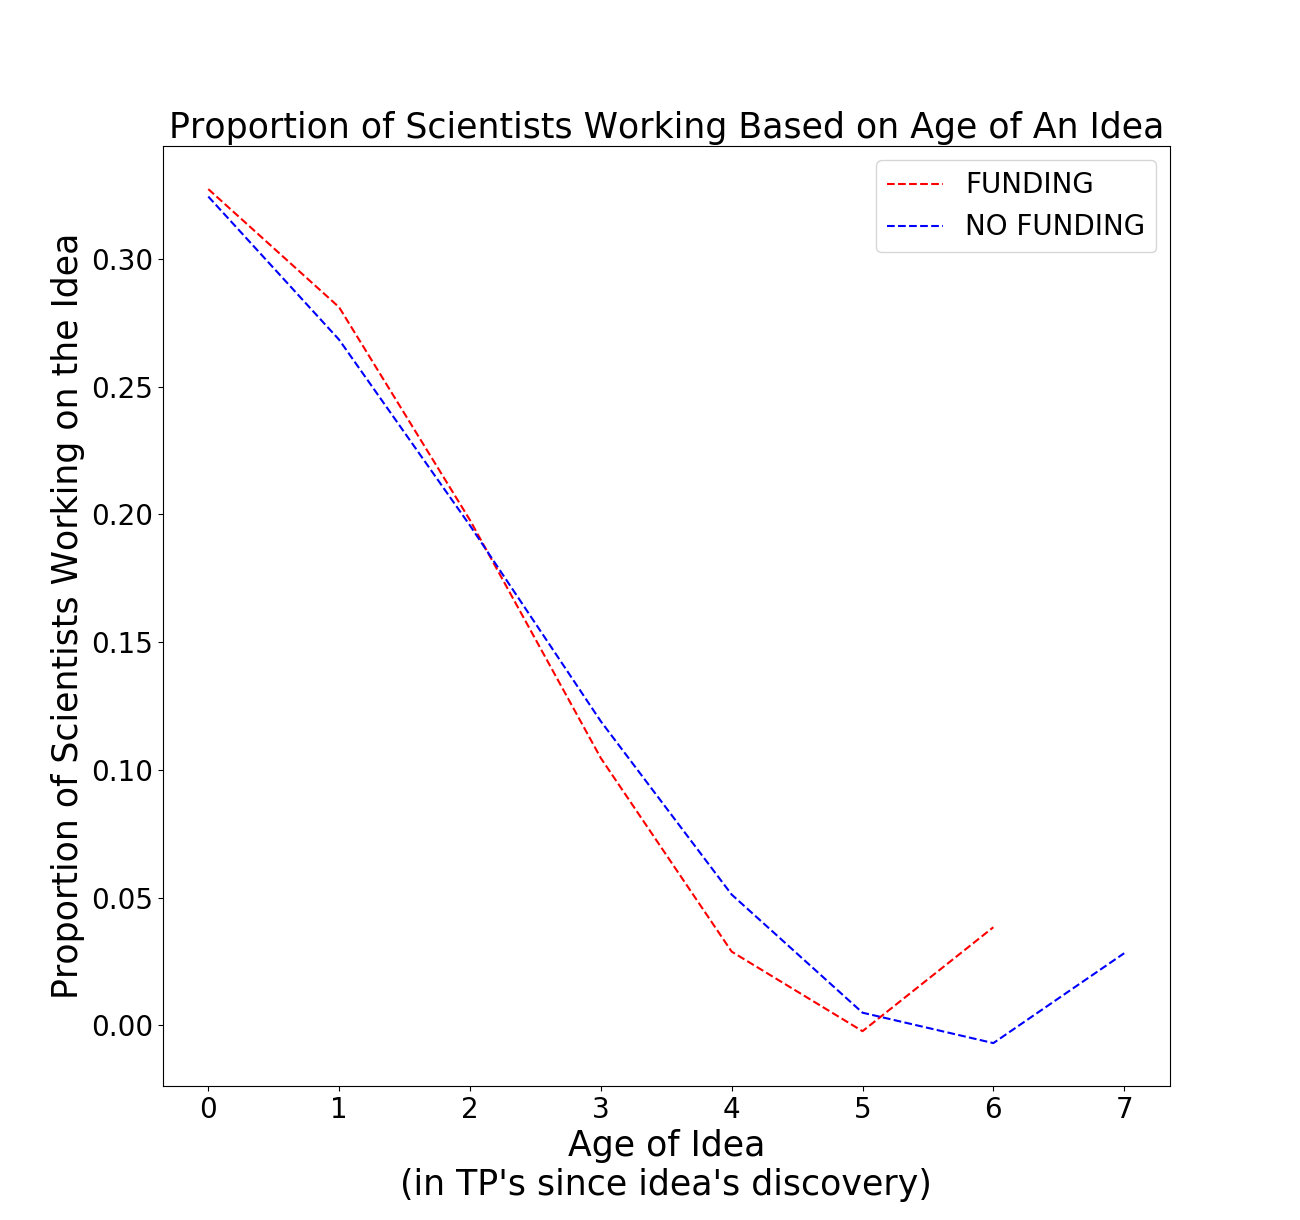 Proportion of Scientists Working Based on Age of An Idea
FUNDING
NO FUNDING
Proportion of Scientists Working on the Idea
0.30
0.25
0.20
0.15
0.10
0.05
0.00
0 1 2 3 4 5 6 7
Age of Idea
(in TP's since idea's discovery)